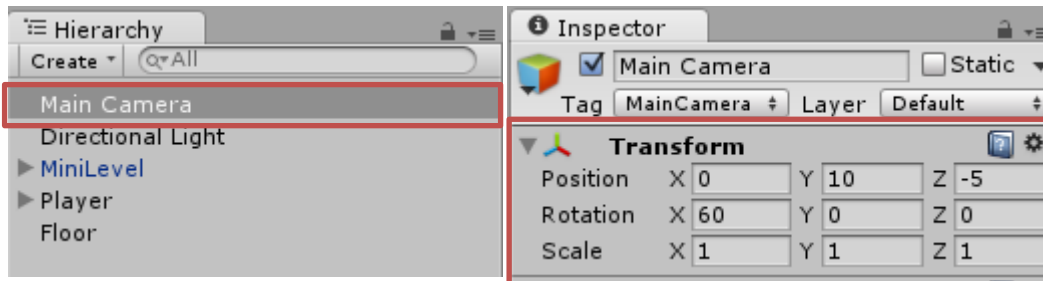 Hierarchy
Create All
Main Camera
Directional Light
MiniLevel
Player
Floor
Inspector
Main Camera Static
Tag MainCamera Layer Default
Transform
Position X 0 Y 10 Z -5
Rotation X 60 Y 0 Z 0
Scale X 1 Y 1 Z 1